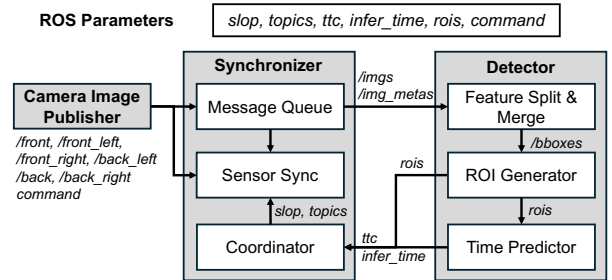 ROS Parameters
slop, topics, ttc, infer_time, rois, command
Synchronizer
Detector
Camera Image
Publisher
/front, /front_left,
/front_right, /back_left
/back, /back_right
command
Message Queue
Sensor Sync
slop, topics
Coordinator
/imgs
/img_metas
rois
ttc
infer_time
Feature Split &
Merge
/bboxes
ROI Generator
rois
Time Predictor